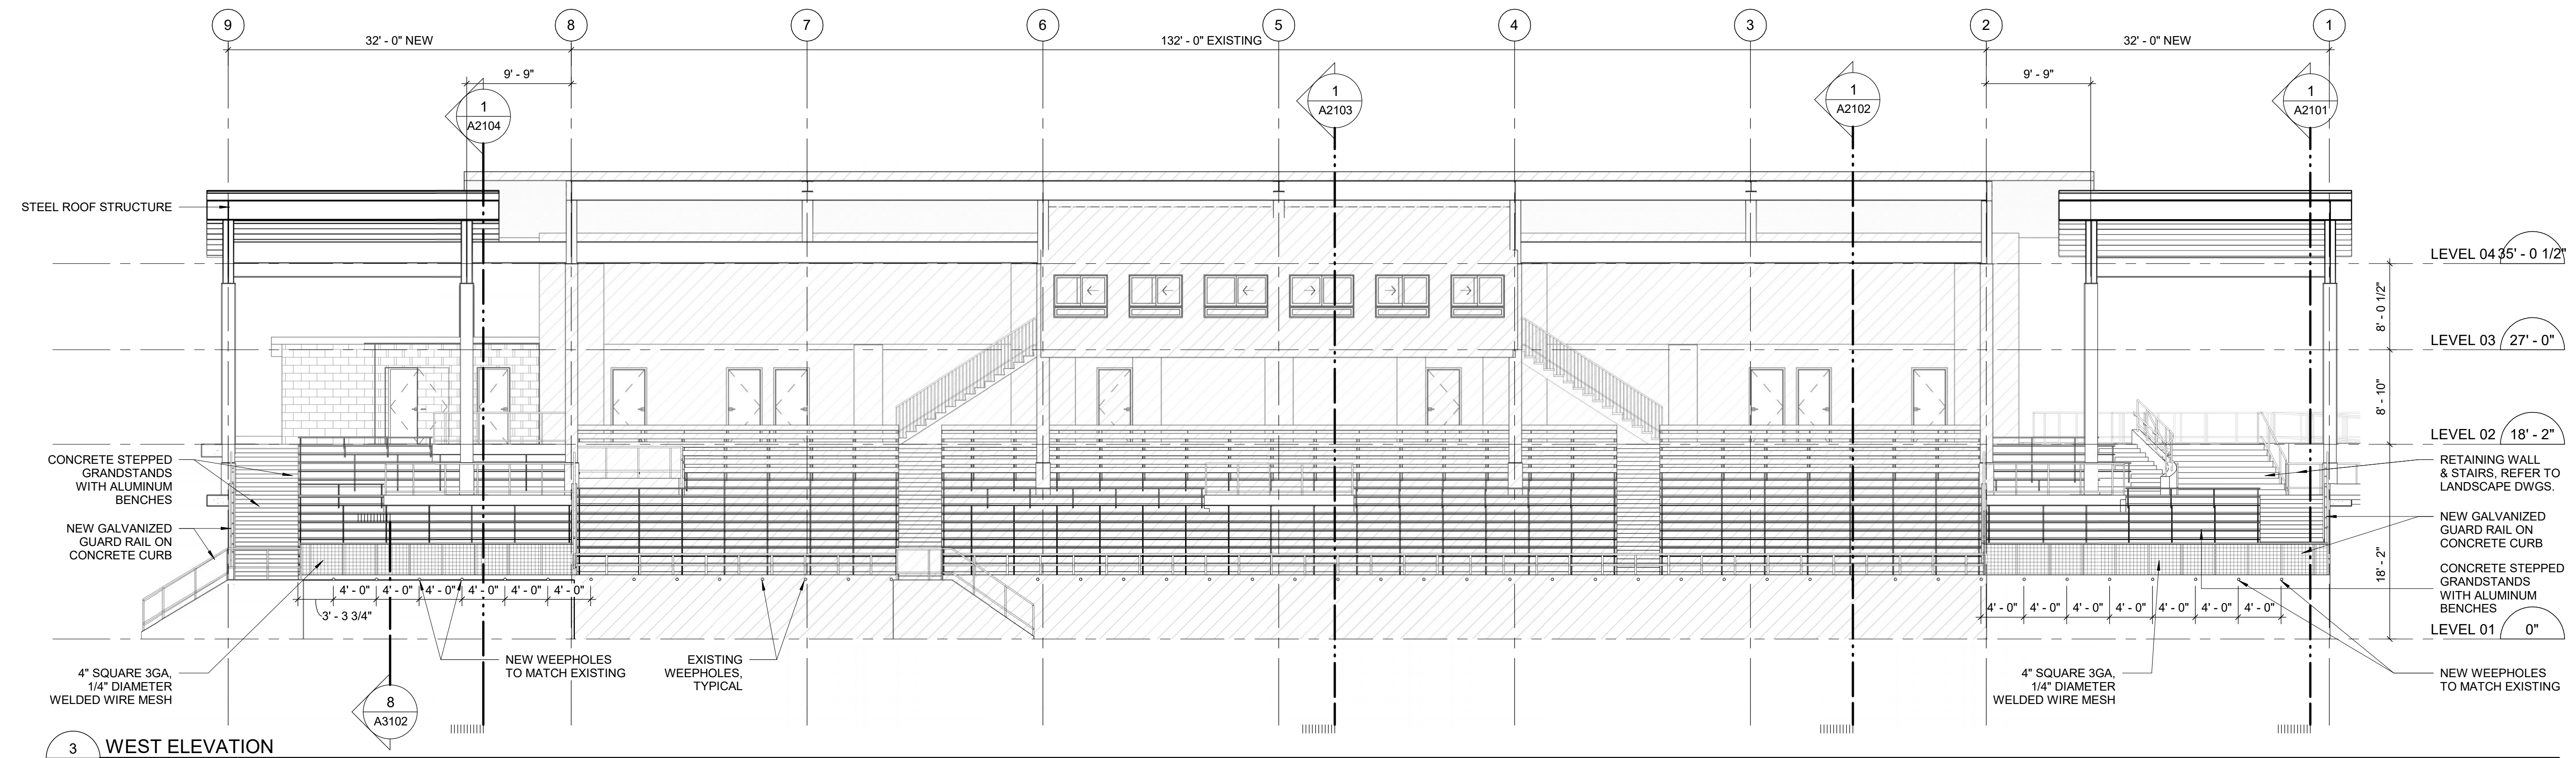 9
8
7
6
5
4
3
2
1
32' - 0" NEW
132' - 0" EXISTING
32' - 0" NEW
9' - 9"
9' - 9"
1
A2104
1
A2103
1
A2102
1
A2101
STEEL ROOF STRUCTURE
CONCRETE STEPPED
GRANDSTANDS
WITH ALUMINUM
BENCHES
NEW GALVANIZED
GUARD RAIL ON
CONCRETE CURB
4" SQUARE 3GA,
1/4" DIAMETER
WELDED WIRE MESH
4' - 0"
4' - 0"
4' - 0"
4' - 0"
4' - 0"
4' - 0"
3' - 3 3/4"
8
A3102
NEW WEEPHOLES
TO MATCH EXISTING
EXISTING
WEEPHOLES,
TYPICAL
LEVEL 04 35' - 0 1/2"
8' - 0 1/2"
LEVEL 03 27' - 0"
8' - 10"
LEVEL 02 18' - 2"
18' - 2"
RETAINING WALL
& STAIRS, REFER TO
LANDSCAPE DWGS.
NEW GALVANIZED
GUARD RAIL ON
CONCRETE CURB
CONCRETE STEPPED
GRANDSTANDS
WITH ALUMINUM
BENCHES
LEVEL 01 0"
4' - 0"
4' - 0"
4' - 0"
4' - 0"
4' - 0"
4' - 0"
4' - 0"
4" SQUARE 3GA,
1/4" DIAMETER
WELDED WIRE MESH
NEW WEEPHOLES
TO MATCH EXISTING
3 WEST ELEVATION